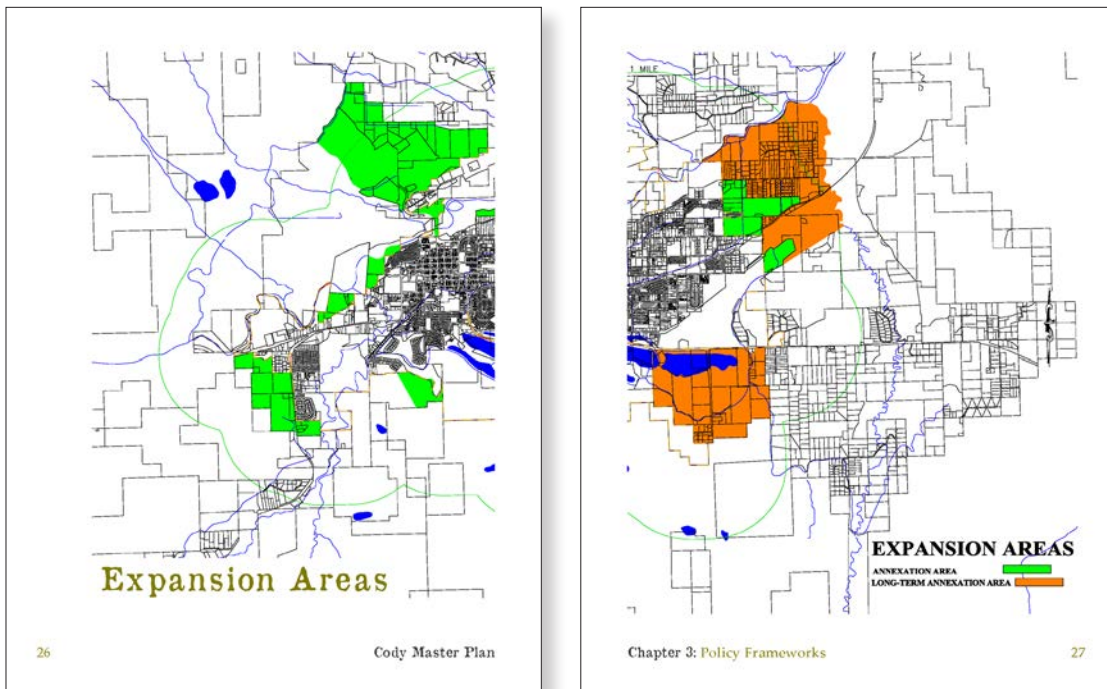 Expansion Areas
26
Cody Master Plan
1 MILE
EXPANSION AREAS
ANNEXATION AREA
LONG-TERM ANNEXATION AREA
Chapter 3: Policy Frameworks
27